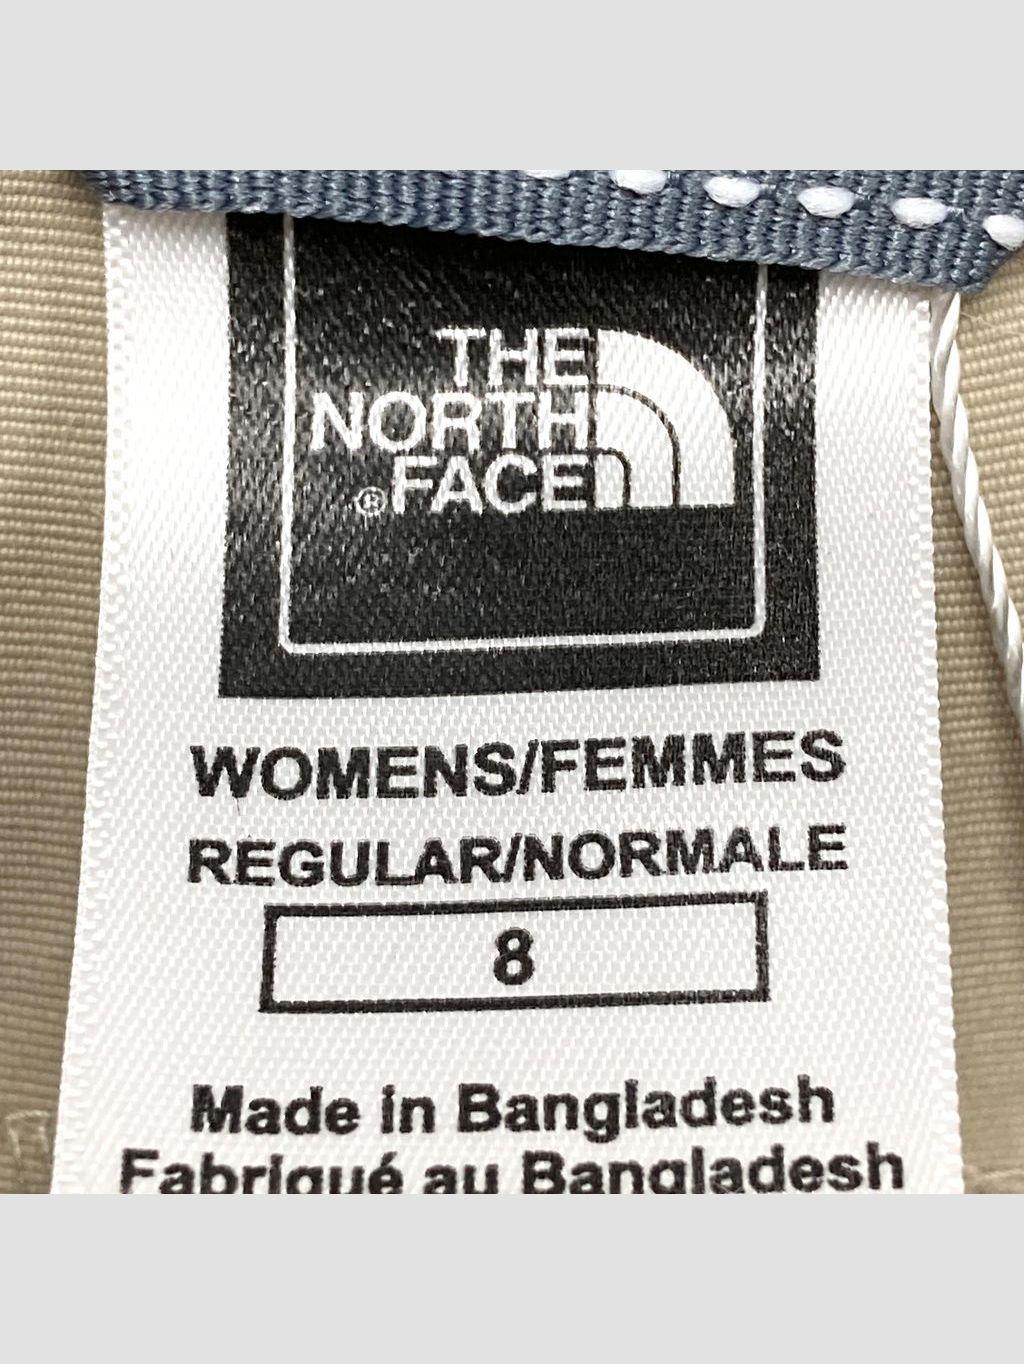 THE
NORTH
®FACE
WOMENS/FEMMES
REGULAR/NORMALE
8
Made in Bangladesh
Fabriqué au Bangladesh